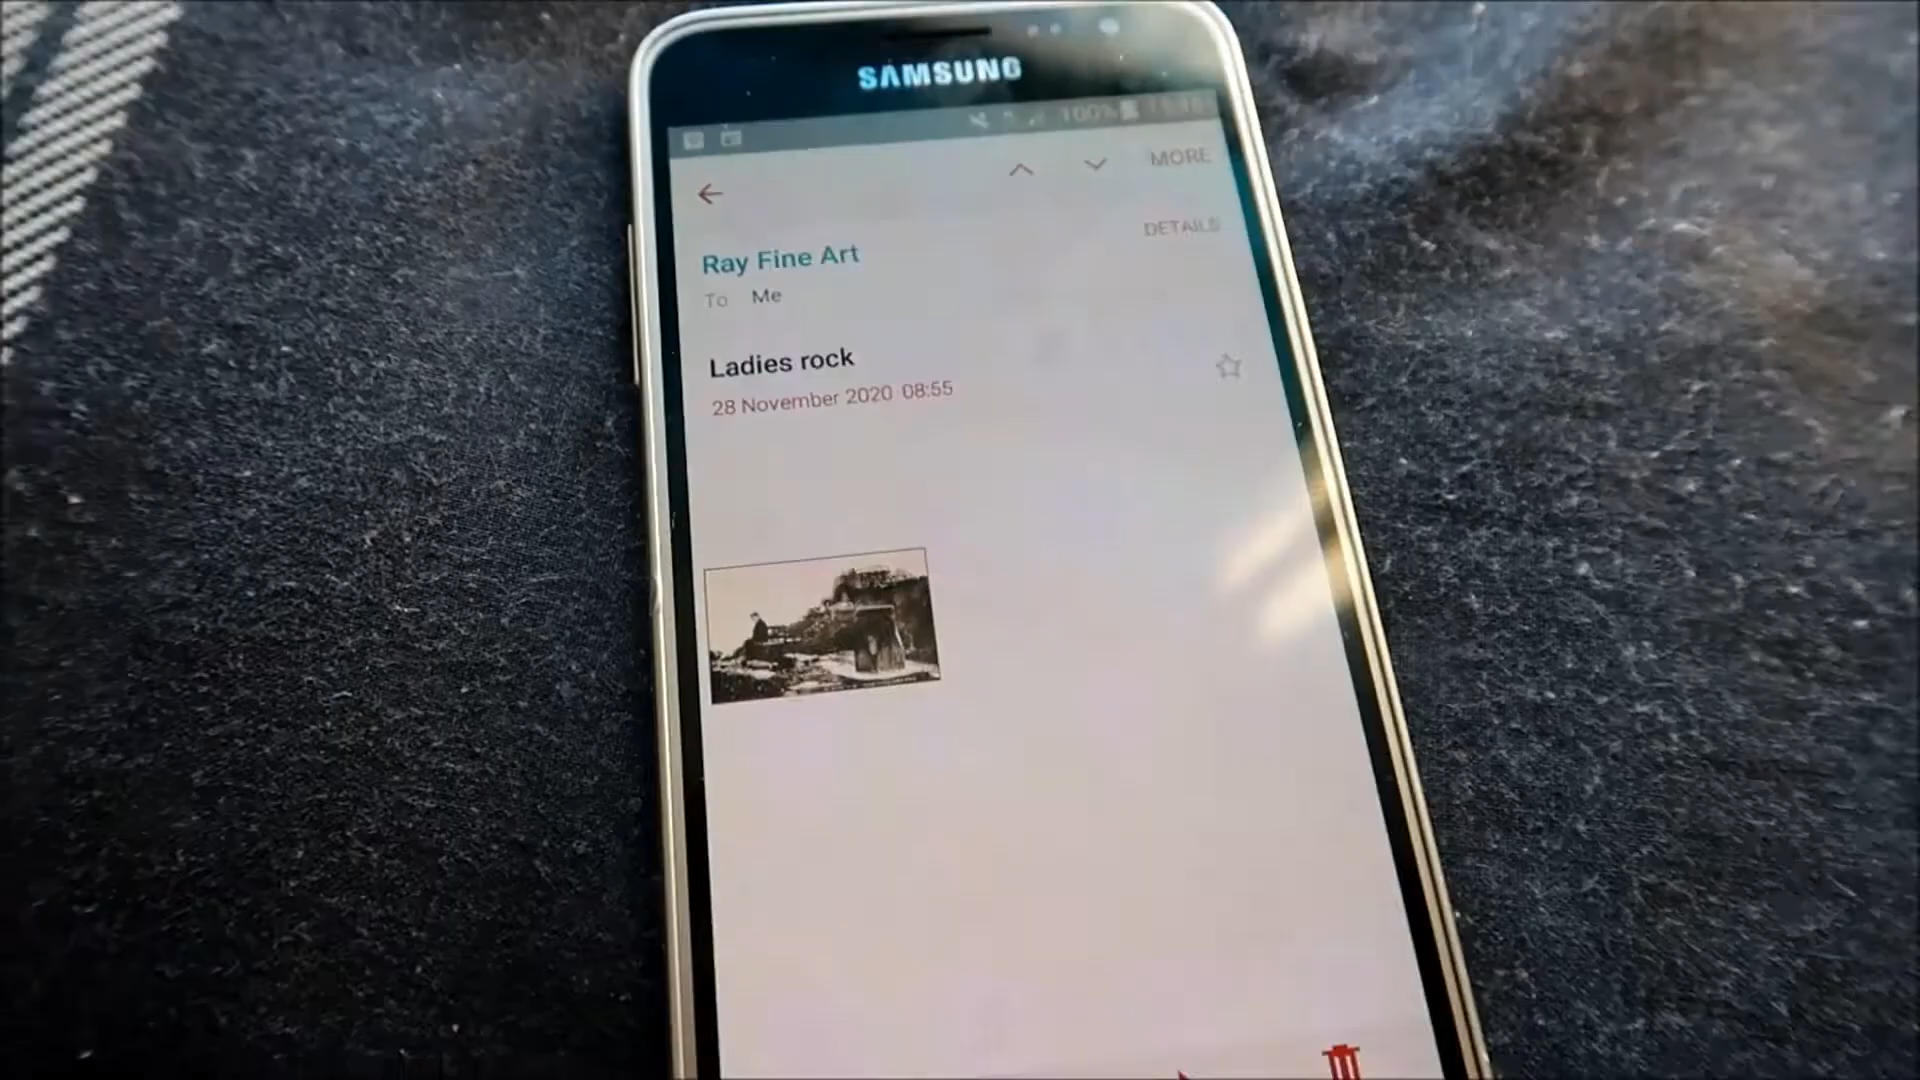 SAMSUNG
100%
MORE
DETAILS
Ray Fine Art
To Me
Ladies rock
28 November 2020 08:55